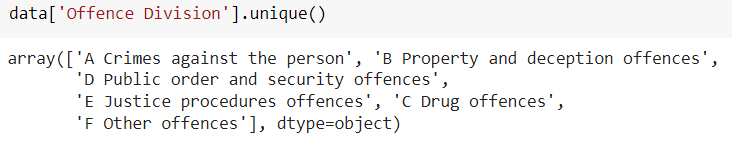 data['Offence Division'].unique()
array(['A Crimes against the person', 'B Property and deception offences',
'D Public order and security offences',
'E Justice procedures offences', 'C Drug offences',
'F Other offences'], dtype=object)